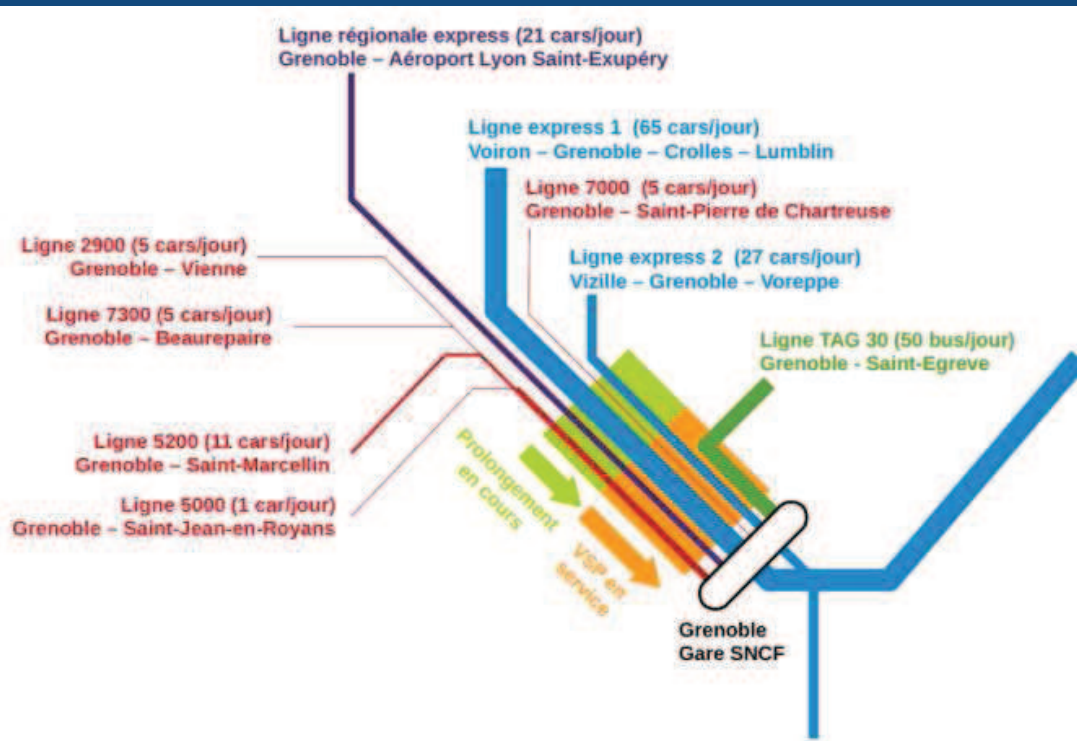 Ligne régionale express (21 cars/jour)
Grenoble – Aéroport Lyon Saint-Exupéry
Ligne express 1 (65 cars/jour)
Voiron – Grenoble – Crolles – Lumblin
Ligne 7000 (5 cars/jour)
Grenoble – Saint-Pierre de Chartreuse
Ligne 2900 (5 cars/jour)
Grenoble – Vienne
Ligne express 2 (27 cars/jour)
Vizille – Grenoble – Voreppe
Ligne 7300 (5 cars/jour)
Grenoble – Beaurepaire
Ligne TAG 30 (50 bus/jour)
Grenoble - Saint-Egreve
Ligne 5200 (11 cars/jour)
Grenoble – Saint-Marcellin
Prolongement
en cours
Ligne 5000 (1 car/jour)
Grenoble – Saint-Jean-en-Royans
VSP en
service
Grenoble
Gare SNCF